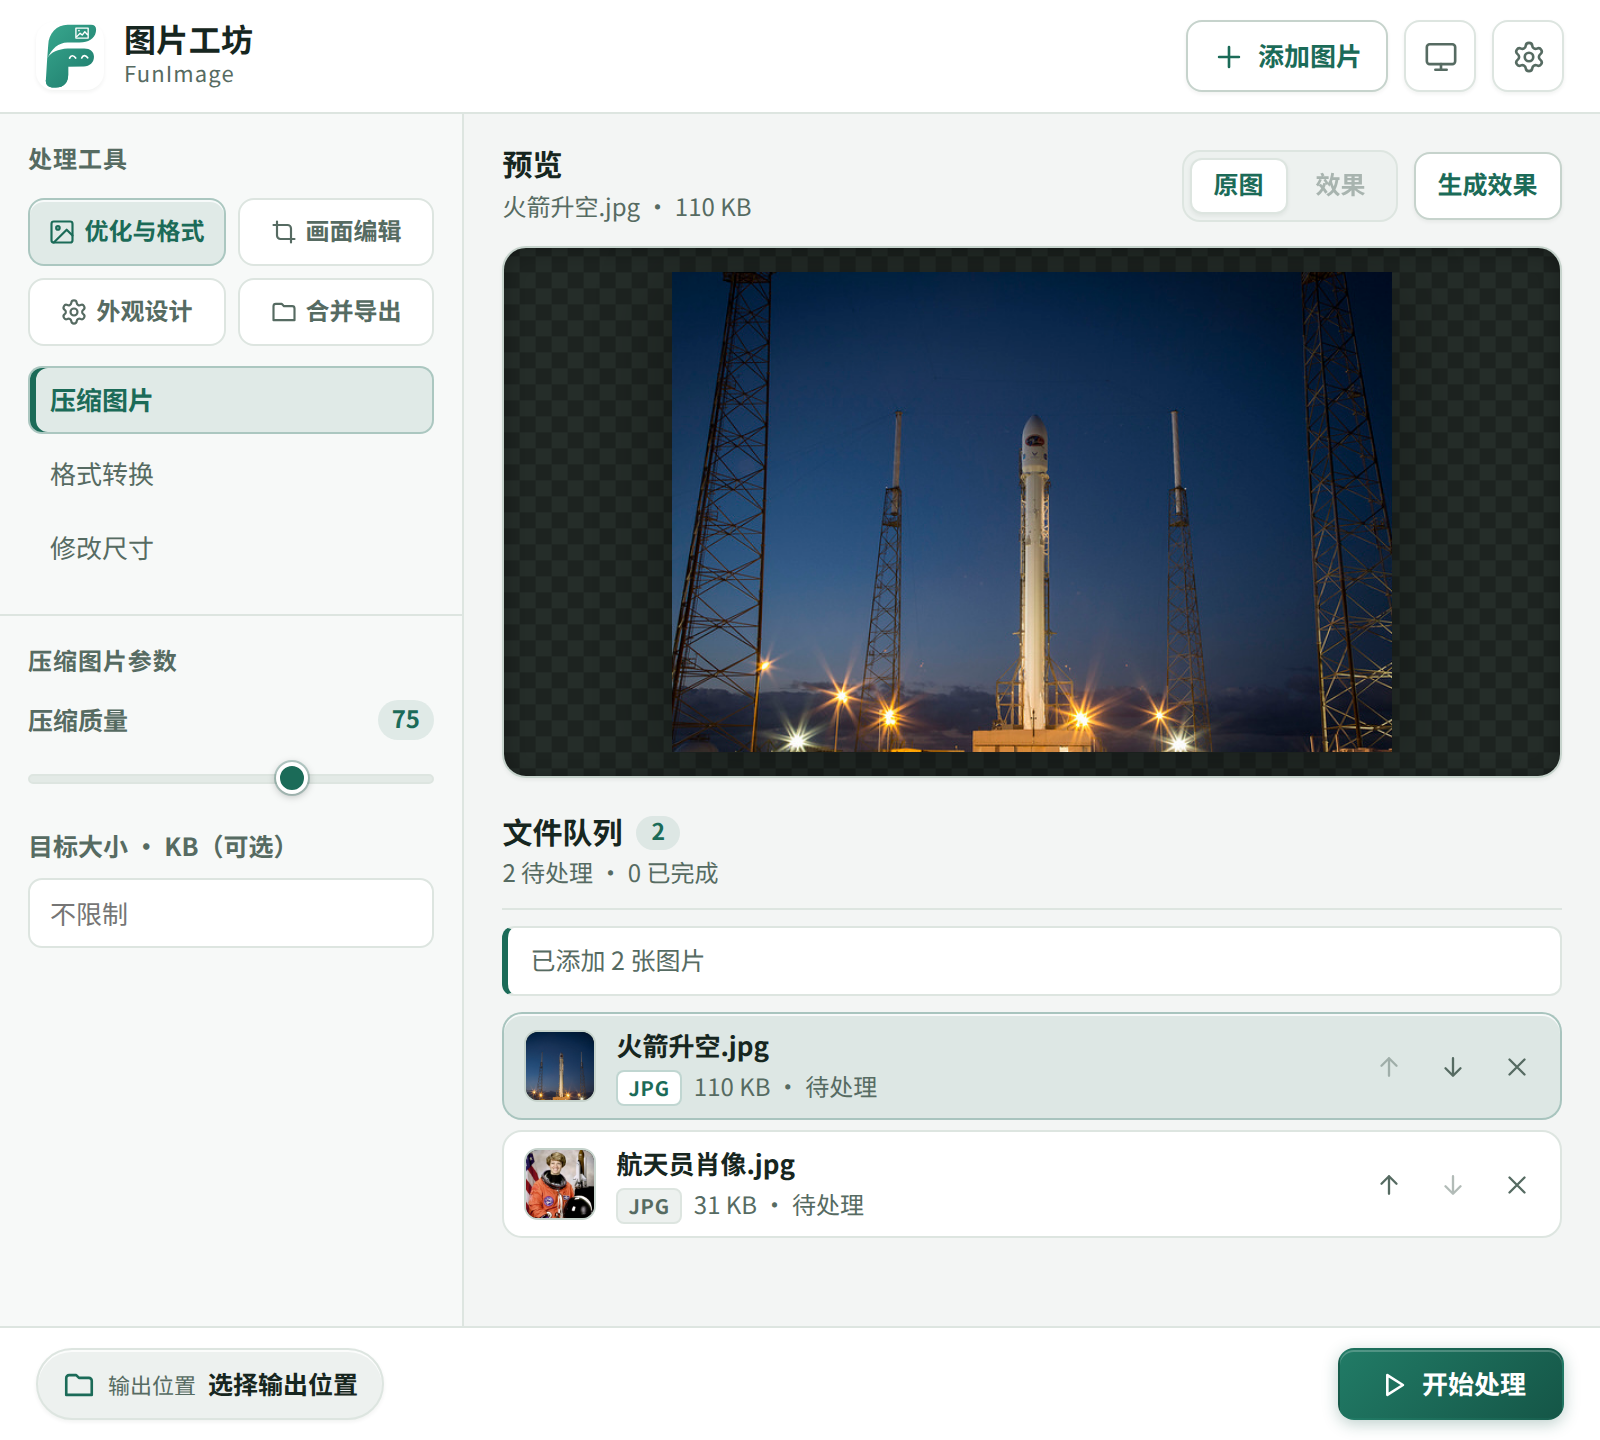 图片工坊
FunImage
添加图片
处理工具
优化与格式
画面编辑
外观设计
合并导出
压缩图片
格式转换
修改尺寸
压缩图片参数
压缩质量
75
目标大小 • KB（可选）
不限制
预览
火箭升空.jpg • 110 KB
原图
效果
生成效果
文件队列
2
2 待处理 • 0 已完成
已添加 2 张图片
火箭升空.jpg
JPG 110 KB • 待处理
航天员肖像.jpg
JPG 31 KB • 待处理
输出位置 选择输出位置
开始处理